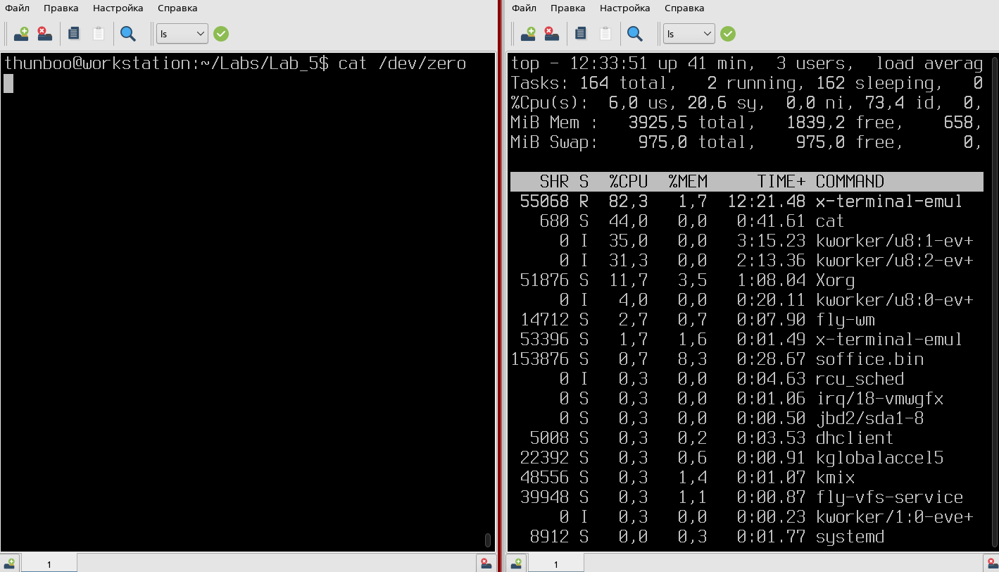 Файл Правка Настройка Справка
ls
thunboo@workstation:~/Labs/Lab_5$ cat /dev/zero
1
Файл Правка Настройка Справка
ls
top - 12:33:51 up 41 min,  3 users,  load averag
Tasks: 164 total,   2 running, 162 sleeping,   0
%Cpu(s):  6,0 us, 20,6 sy,  0,0 ni, 73,4 id,  0,
MiB Mem :   3925,5 total,   1839,2 free,    658,
MiB Swap:    975,0 total,    975,0 free,      0,
SHR S  %CPU  %MEM     TIME+ COMMAND
55068 R  82,3   1,7  12:21.48 x-terminal-emul
680 S  44,0   0,0   0:41.61 cat
0 I  35,0   0,0   3:15.23 kworker/u8:1-ev+
0 I  31,3   0,0   2:13.36 kworker/u8:2-ev+
51876 S  11,7   3,5   1:08.04 Xorg
0 I   4,0   0,0   0:20.11 kworker/u8:0-ev+
14712 S   2,7   0,7   0:07.90 fly-wm
53396 S   1,7   1,6   0:01.49 x-terminal-emul
153876 S   0,7   8,3   0:28.67 soffice.bin
0 I   0,3   0,0   0:04.63 rcu_sched
0 S   0,3   0,0   0:01.06 irq/18-vmwgfx
0 S   0,3   0,0   0:00.50 jbd2/sda1-8
5008 S   0,3   0,2   0:03.53 dhclient
22392 S   0,3   0,6   0:00.91 kglobalaccel5
48556 S   0,3   1,4   0:01.07 kmix
39948 S   0,3   1,1   0:00.87 fly-vfs-service
0 I   0,3   0,0   0:00.23 kworker/1:0-eve+
8912 S   0,0   0,3   0:01.77 systemd
1